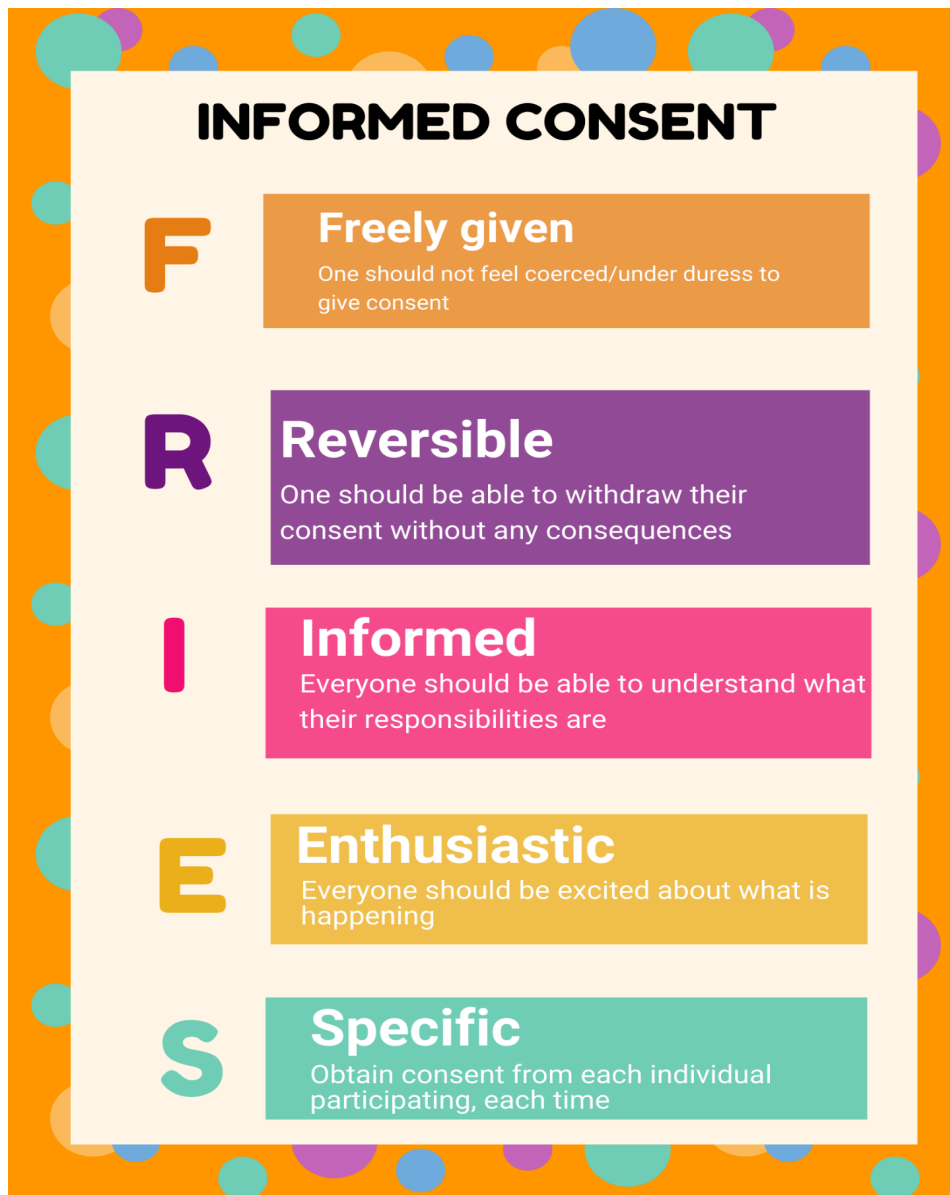 INFORMED CONSENT
F
Freely given
One should not feel coerced/under duress to
give consent
R
Reversible
One should be able to withdraw their
consent without any consequences
I
Informed
Everyone should be able to understand what
their responsibilities are
E
Enthusiastic
Everyone should be excited about what is
happening
S
Specific
Obtain consent from each individual
participating, each time